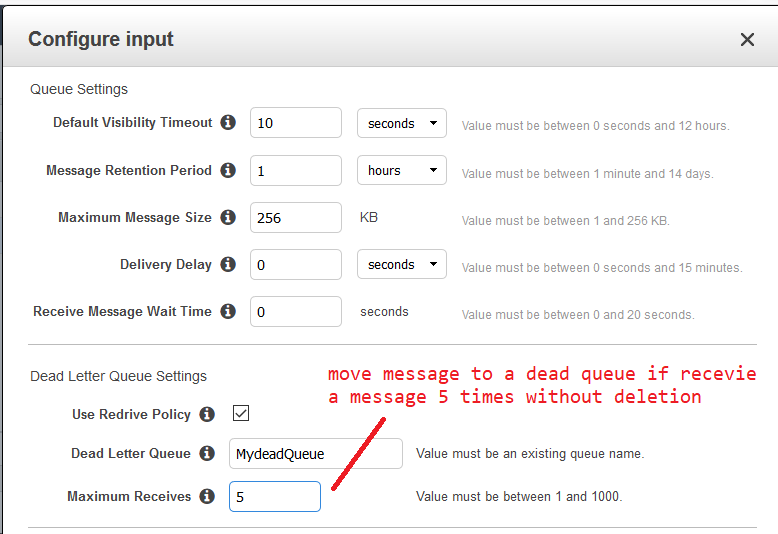 Configure input
Queue Settings
Default Visibility Timeout 10 seconds Value must be between 0 seconds and 12 hours.
Message Retention Period 1 hours Value must be between 1 minute and 14 days.
Maximum Message Size 256 KB Value must be between 1 and 256 KB.
Delivery Delay 0 seconds Value must be between 0 seconds and 15 minutes.
Receive Message Wait Time 0 seconds Value must be between 0 and 20 seconds.
Dead Letter Queue Settings
move message to a dead queue if recevie
a message 5 times without deletion
Use Redrive Policy
Dead Letter Queue MydeadQueue Value must be an existing queue name.
Maximum Receives 5 Value must be between 1 and 1000.